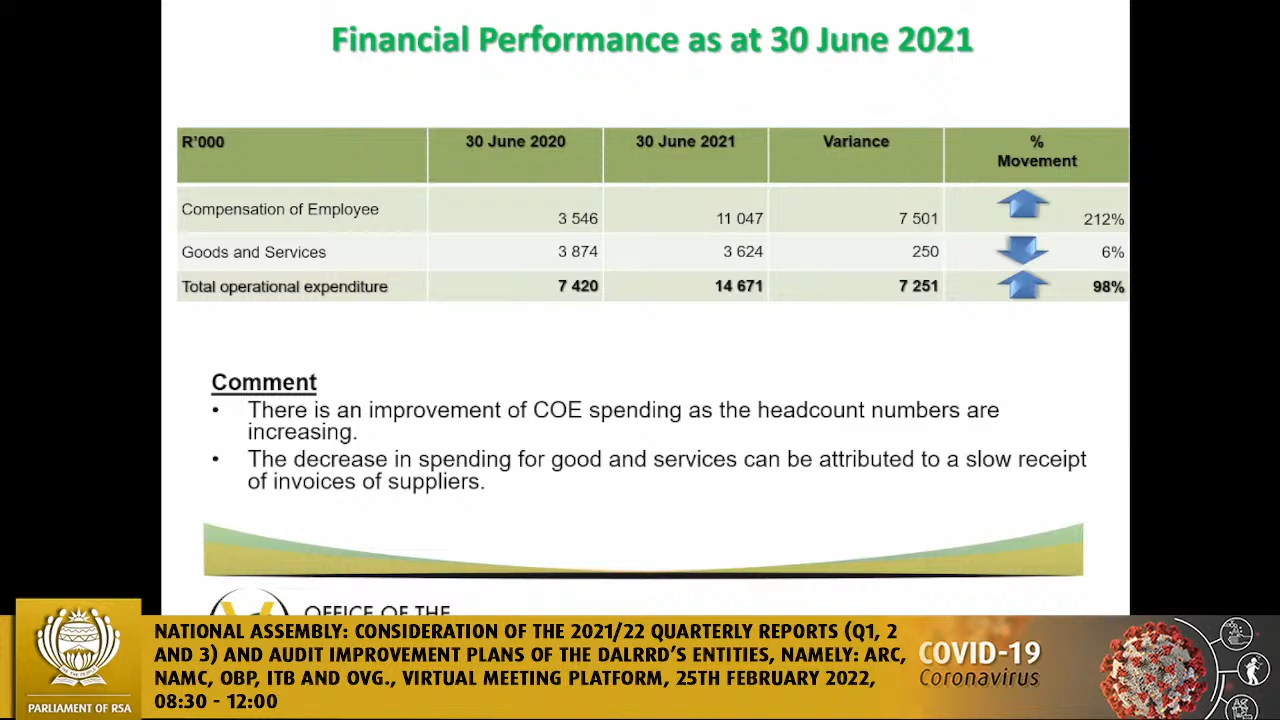 Financial Performance as at 30 June 2021
R'000 30 June 2020 30 June 2021 Variance %
Movement
Compensation of Employee 3 546 11 047 7 501 212%
Goods and Services 3 874 3 624 250 6%
Total operational expenditure 7 420 14 671 7 251 98%
Comment
• There is an improvement of COE spending as the headcount numbers are
increasing.
• The decrease in spending for good and services can be attributed to a slow receipt
of invoices of suppliers.
OFFICE OF THE
NATIONAL ASSEMBLY: CONSIDERATION OF THE 2021/22 QUARTERLY REPORTS (Q1, 2
AND 3) AND AUDIT IMPROVEMENT PLANS OF THE DALRRD'S ENTITIES, NAMELY: ARC,
NAMC, OBP, ITB AND OVG., VIRTUAL MEETING PLATFORM, 25TH FEBRUARY 2022,
08:30 - 12:00
PARLIAMENT OF RSA
COVID-19
Coronavirus